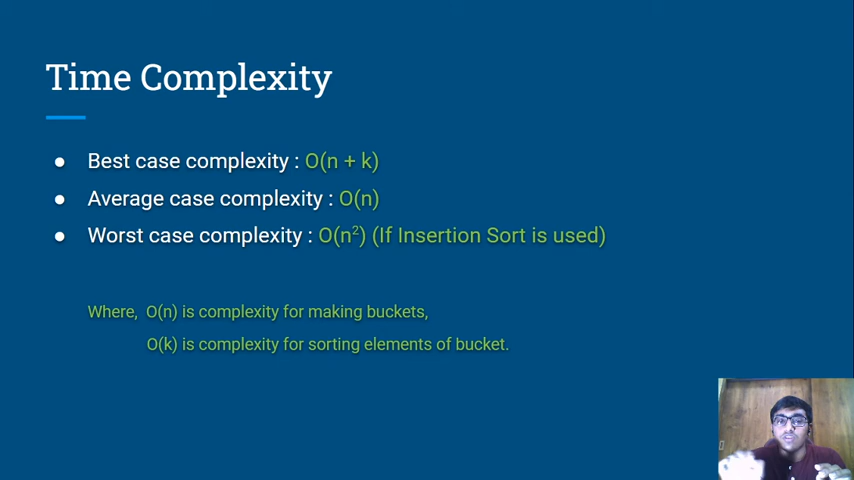 Time Complexity
● Best case complexity : O(n + k)
● Average case complexity : O(n)
● Worst case complexity : O(n²) (If Insertion Sort is used)
Where, O(n) is complexity for making buckets,
O(k) is complexity for sorting elements of bucket.